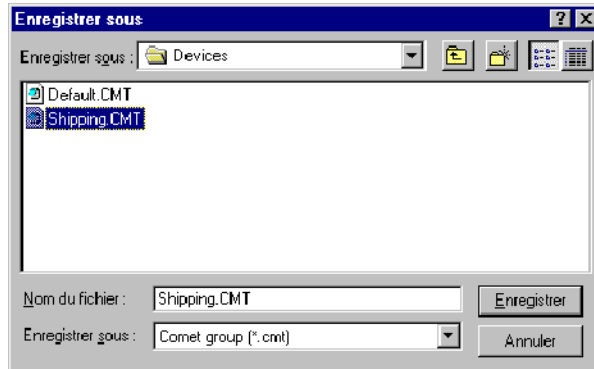 Enregistrer sous
Enregistrer sous : Devices
Default.CMT
Shipping.CMT
Nom du fichier : Shipping.CMT Enregistrer
Enregistrer sous : Comet group (*.cmt) Annuler